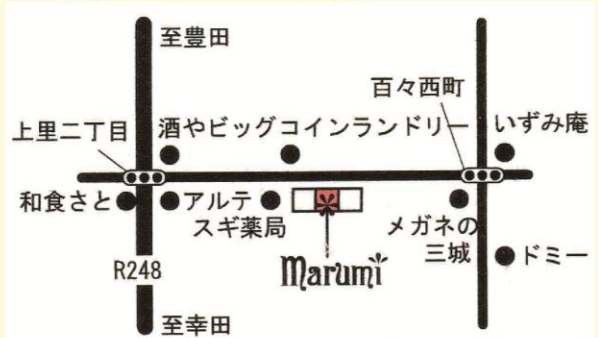 至豊田
百々西町
上里二丁目
酒やビッグコインランドリー
いずみ庵
和食さと
アルテ
スギ薬局
メガネの
三城
Marumi
R248
ドミー
至幸田